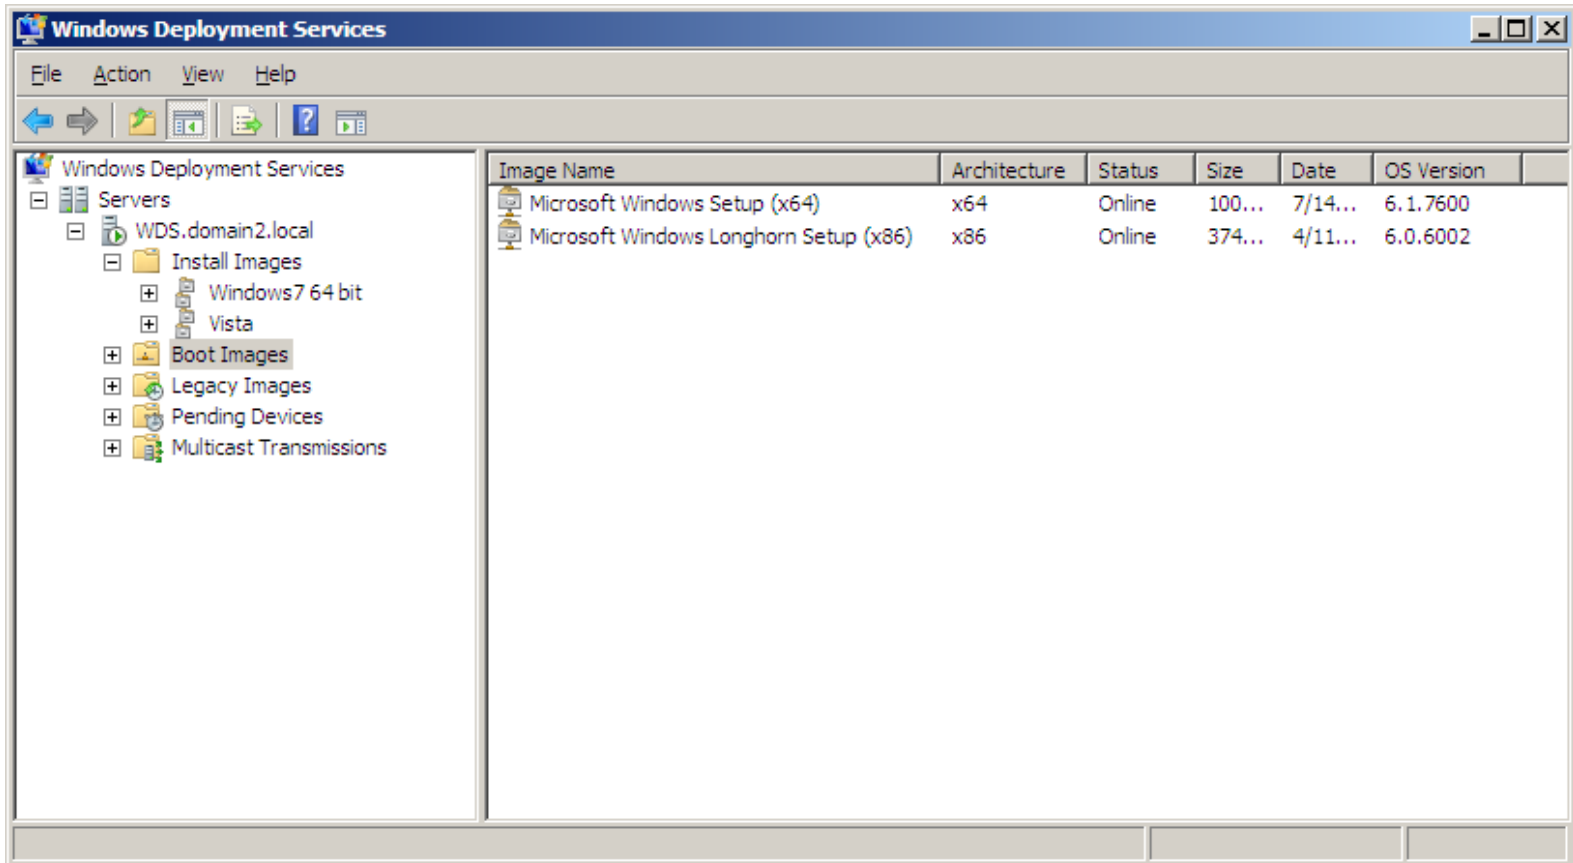 Windows Deployment Services
File Action View Help
Windows Deployment Services
Servers
WDS.domain2.local
Install Images
Windows7 64 bit
Vista
Boot Images
Legacy Images
Pending Devices
Multicast Transmissions
Image Name Architecture Status Size Date OS Version
Microsoft Windows Setup (x64) x64 Online 100... 7/14... 6.1.7600
Microsoft Windows Longhorn Setup (x86) x86 Online 374... 4/11... 6.0.6002